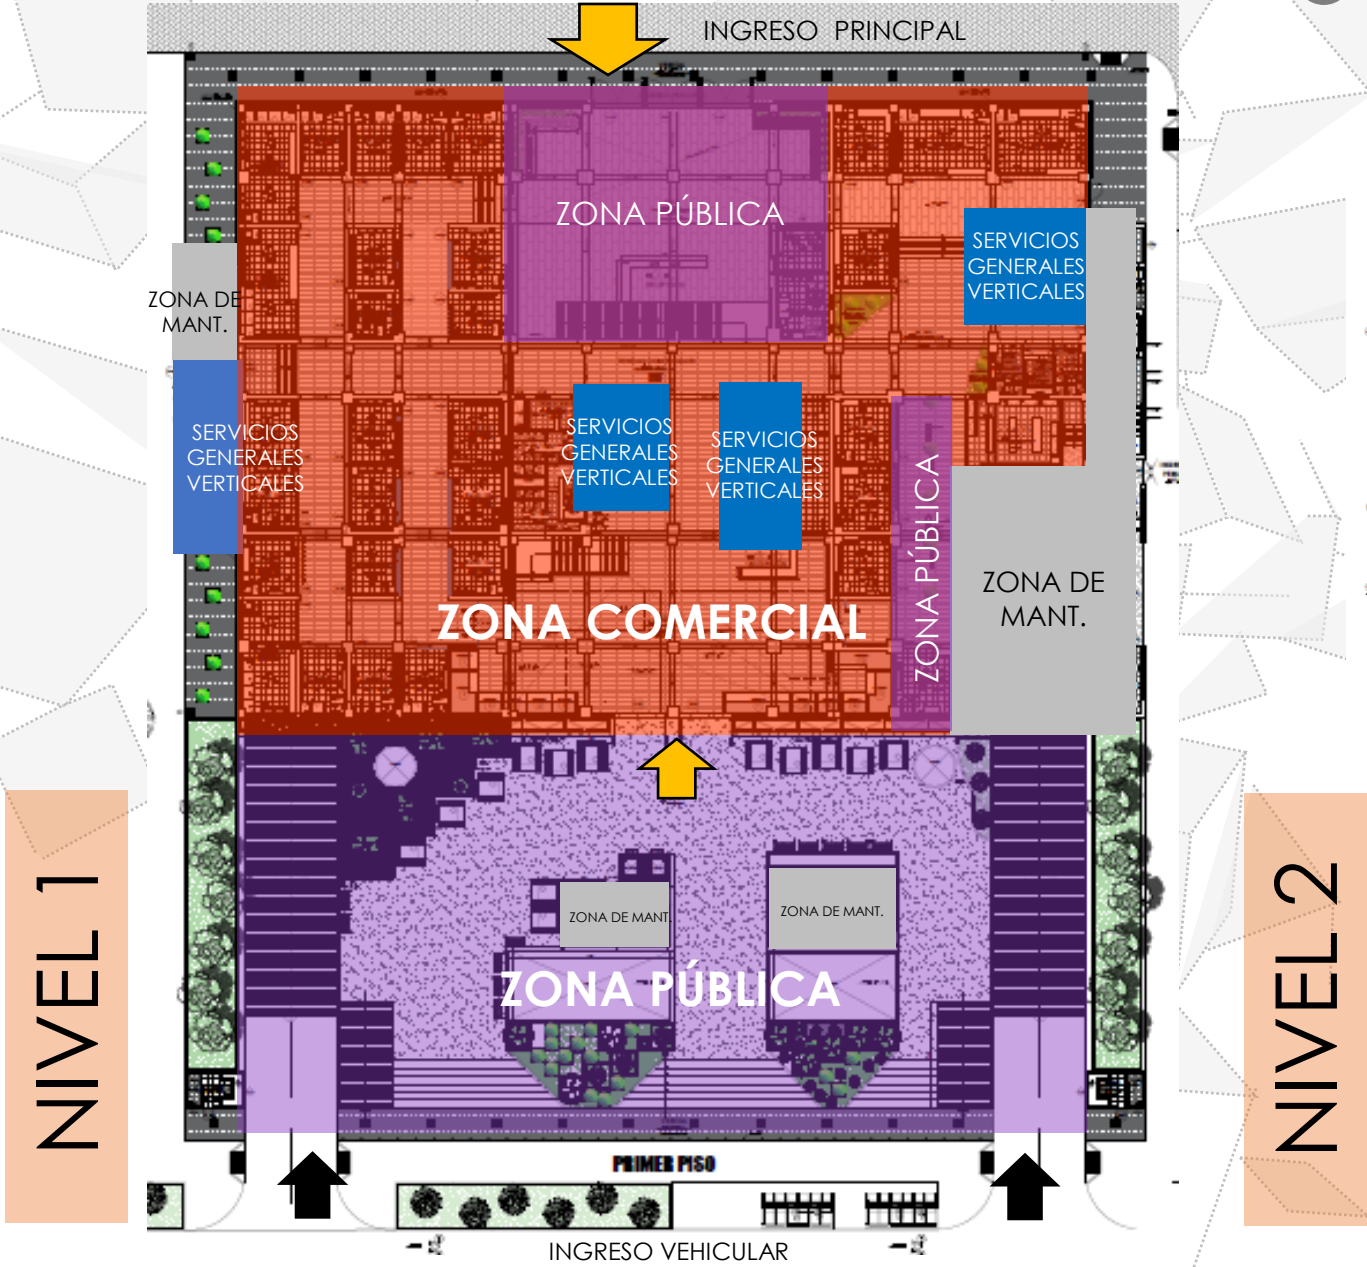 INGRESO PRINCIPAL
ZONA PÚBLICA
SERVICIOS
GENERALES
VERTICALES
ZONA DE
MANT.
SERVICIOS
GENERALES
VERTICALES
SERVICIOS
GENERALES
VERTICALES
SERVICIOS
GENERALES
VERTICALES
ZONA PÚBLICA
ZONA DE
MANT.
ZONA COMERCIAL
NIVEL 1
NIVEL 2
ZONA DE MANT.
ZONA DE MANT.
ZONA PÚBLICA
PRIMER PISO
INGRESO VEHICULAR